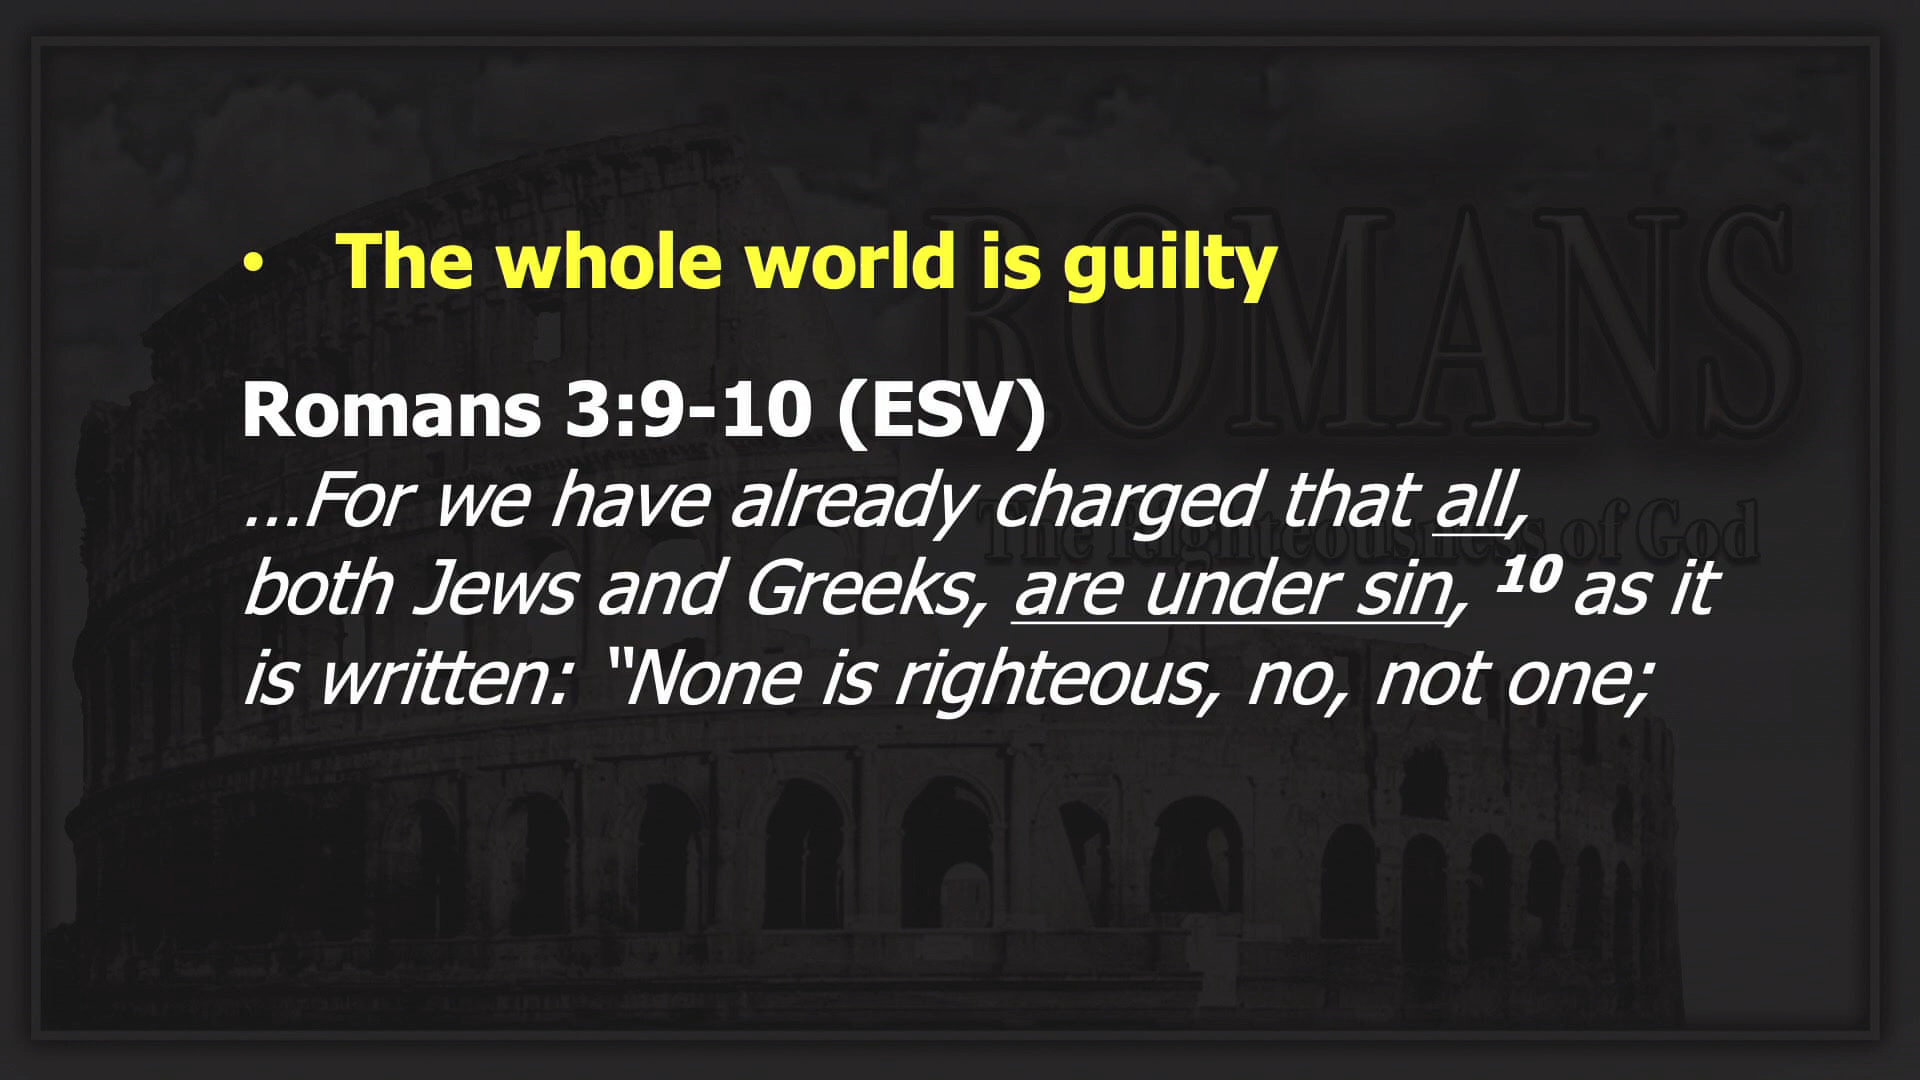 • The whole world is guilty
ROMANS
Romans 3:9-10 (ESV)
…For we have already charged that all,
The Righteousness of God
both Jews and Greeks, are under sin, 10 as it
is written: “None is righteous, no, not one;